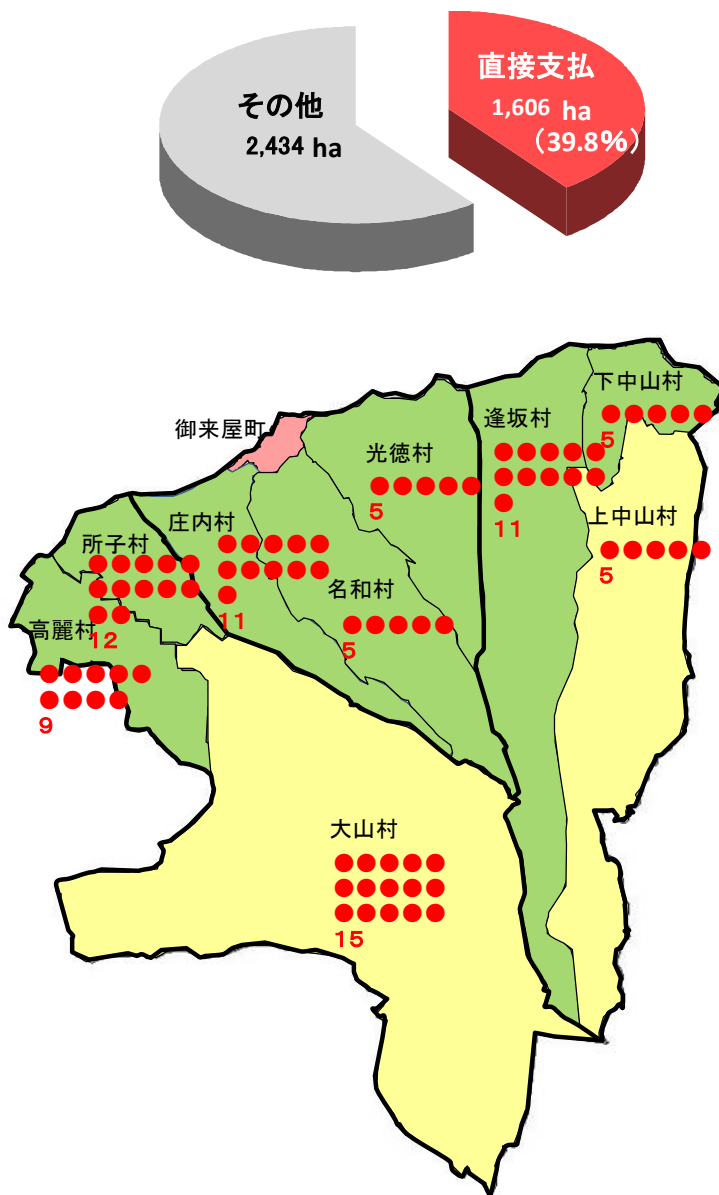 直接支払
1,606 ha
（39.8％）
その他
2,434 ha
下中山村
5
御来屋町
逢坂村
11
光徳村
5
上中山村
5
庄内村
11
所子村
12
名和村
5
高麗村
9
大山村
15